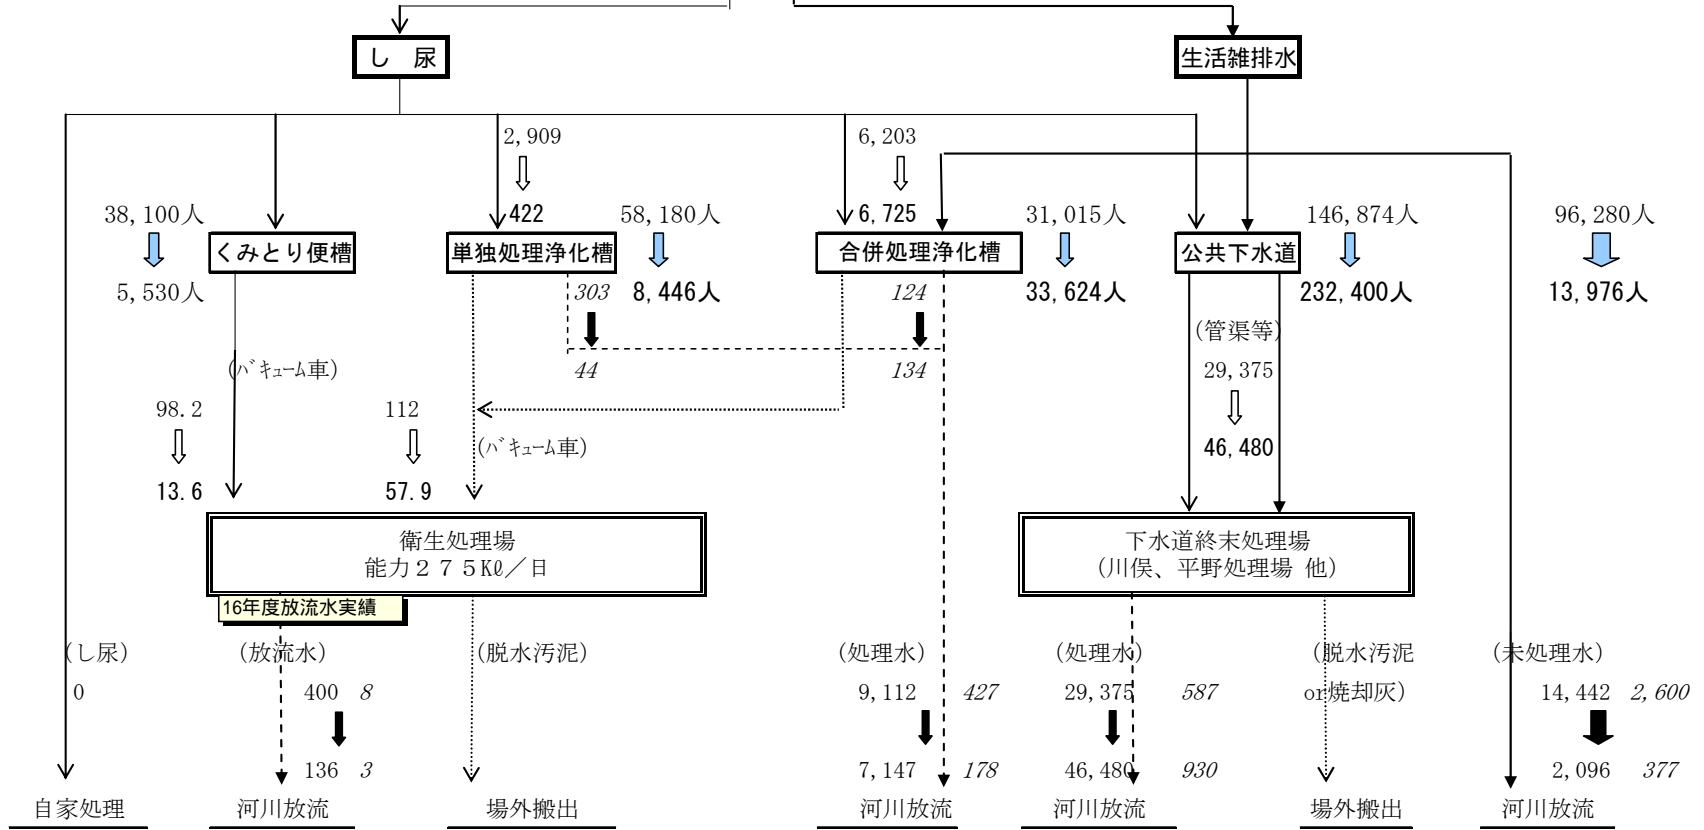 し 尿
生活雑排水
2,909
6,203
38,100人
422
58,180人
6,725
31,015人
146,874人
96,280人
くみとり便槽
単独処理浄化槽
合併処理浄化槽
公共下水道
5,530人
303
8,446人
124
33,624人
232,400人
13,976人
(管渠等)
(バキューム車)
44
134
29,375
98.2
112
(バキューム車)
46,480
13.6
57.9
衛生処理場
能力275Kℓ/日
下水道終末処理場
(川俣、平野処理場 他)
16年度放流水実績
(し尿)
(放流水)
(脱水汚泥)
(処理水)
(処理水)
(脱水汚泥
(未処理水)
0
400 8
9,112 427
29,375 587
or焼却灰)
14,442 2,600
136 3
7,147 178
46,480 930
2,096 377
自家処理
河川放流
場外搬出
河川放流
河川放流
場外搬出
河川放流